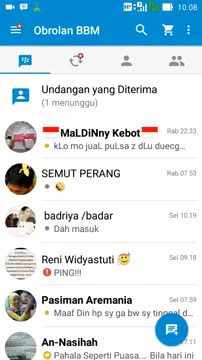 10.08
Obrolan BBM
Undangan yang Diterima
(1 menunggu)
MaLDiNny Kebot
Rab 22.33
kLo mo juaL puLsa z dLu duecg…
SEMUT PERANG
Rab 07.53
badriya /badar
Sel 10.19
Dah masuk
Reni Widyastuti
Sel 09.18
PING!!!
Pasiman Aremania
Sel 07.59
Maaf Din hp sy ga bw sy tinggal d…
An-Nasihah
Pahala Seperti Puasa... Bila hari ini